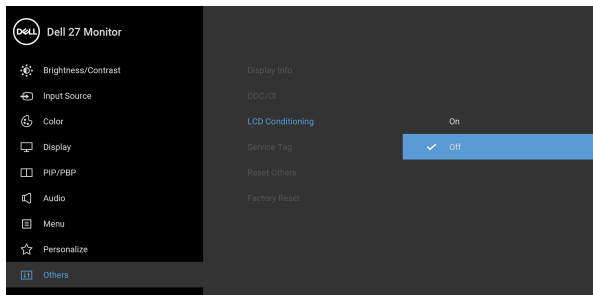 DELL Dell 27 Monitor
Brightness/Contrast
Display Info
Input Source
DDC/CI
Color
LCD Conditioning
On
Display
Service Tag
Off
PIP/PBP
Reset Others
Audio
Factory Reset
Menu
Personalize
Others